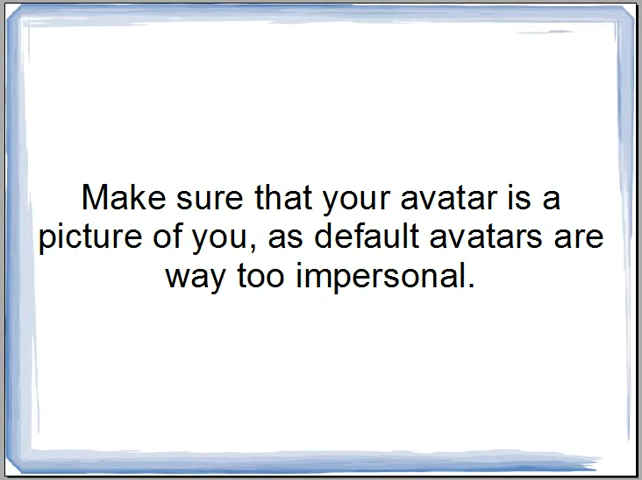 Make sure that your avatar is a
picture of you, as default avatars are
way too impersonal.